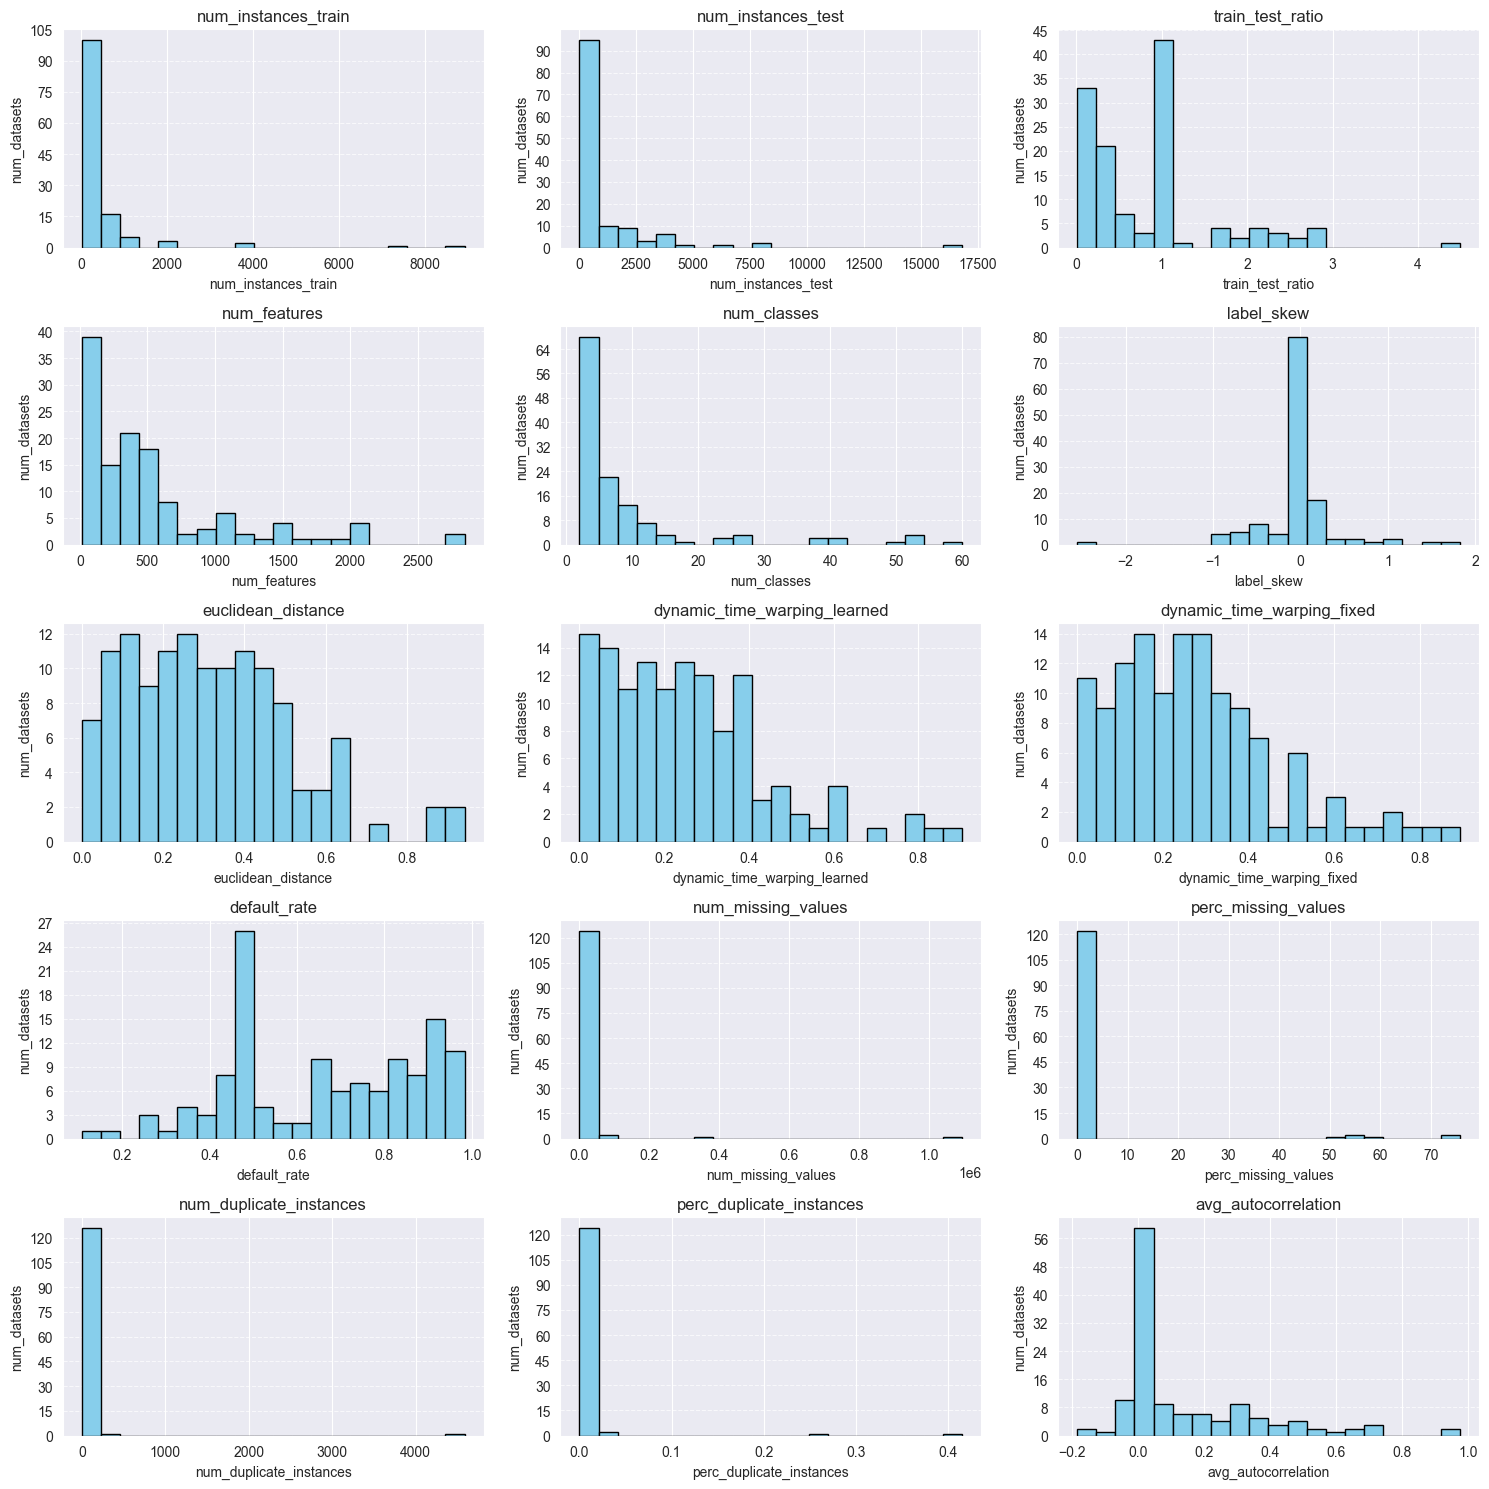 num_instances_train
num_instances_test
train_test_ratio
num_datasets
0
15
30
45
60
75
90
105
0 2000 4000 6000 8000
num_instances_train
num_datasets
0
10
20
30
40
50
60
70
80
90
0 2500 5000 7500 10000 12500 15000 17500
num_instances_test
num_datasets
0
5
10
15
20
25
30
35
40
45
0 1 2 3 4
train_test_ratio
num_features
num_classes
label_skew
num_datasets
0
5
10
15
20
25
30
35
40
0 500 1000 1500 2000 2500
num_features
num_datasets
0
8
16
24
32
40
48
56
64
0 10 20 30 40 50 60
num_classes
num_datasets
0
10
20
30
40
50
60
70
80
−2 −1 0 1 2
label_skew
euclidean_distance
dynamic_time_warping_learned
dynamic_time_warping_fixed
num_datasets
0
2
4
6
8
10
12
0.0 0.2 0.4 0.6 0.8
euclidean_distance
num_datasets
0
2
4
6
8
10
12
14
0.0 0.2 0.4 0.6 0.8
dynamic_time_warping_learned
num_datasets
0
2
4
6
8
10
12
14
0.0 0.2 0.4 0.6 0.8
dynamic_time_warping_fixed
default_rate
num_missing_values
perc_missing_values
num_datasets
0
3
6
9
12
15
18
21
24
27
0.2 0.4 0.6 0.8 1.0
default_rate
num_datasets
0
15
30
45
60
75
90
105
120
0.0 0.2 0.4 0.6 0.8 1.0
1e6
num_missing_values
num_datasets
0
15
30
45
60
75
90
105
120
0 10 20 30 40 50 60 70
perc_missing_values
num_duplicate_instances
perc_duplicate_instances
avg_autocorrelation
num_datasets
0
15
30
45
60
75
90
105
120
0 1000 2000 3000 4000
num_duplicate_instances
num_datasets
0
15
30
45
60
75
90
105
120
0.0 0.1 0.2 0.3 0.4
perc_duplicate_instances
num_datasets
0
8
16
24
32
40
48
56
−0.2 0.0 0.2 0.4 0.6 0.8 1.0
avg_autocorrelation